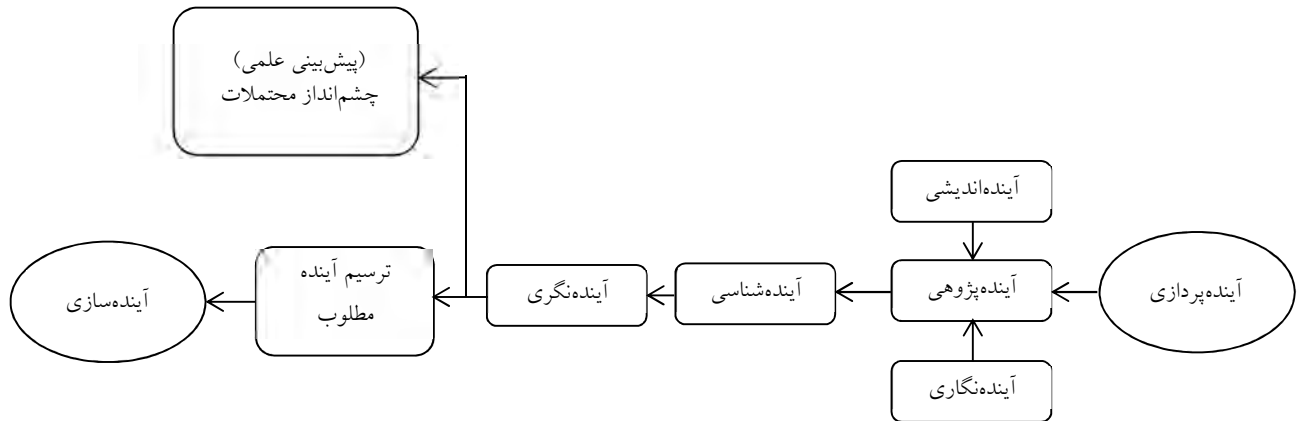 (پیش‌بینی علمی)
چشم‌انداز محتملات
آینده‌اندیشی
آینده‌پردازی
آینده‌پژوهی
آینده‌شناسی
آینده‌نگری
ترسیم آینده
مطلوب
آینده‌سازی
آینده‌نگاری